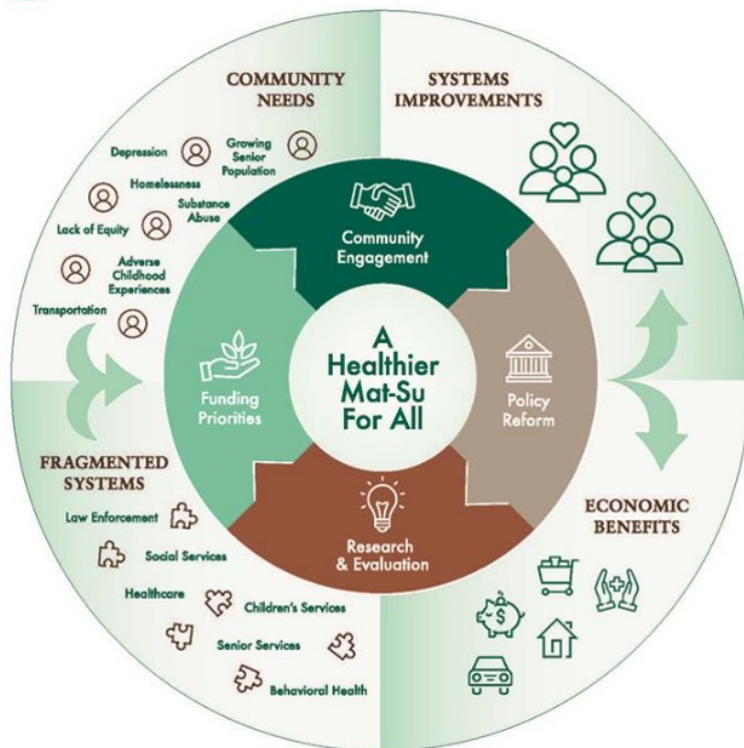 COMMUNITY
NEEDS
Depression
Growing
Senior
Population
Homelessness
Substance
Abuse
Lack of Equity
Adverse
Childhood
Experiences
Transportation
SYSTEMS
IMPROVEMENTS
Community
Engagement
Funding
Priorities
A
Healthier
Mat-Su
For All
Policy
Reform
Research
& Evaluation
FRAGMENTED
SYSTEMS
Law Enforcement
Social Services
Healthcare
Children's Services
Senior Services
Behavioral Health
ECONOMIC
BENEFITS
$